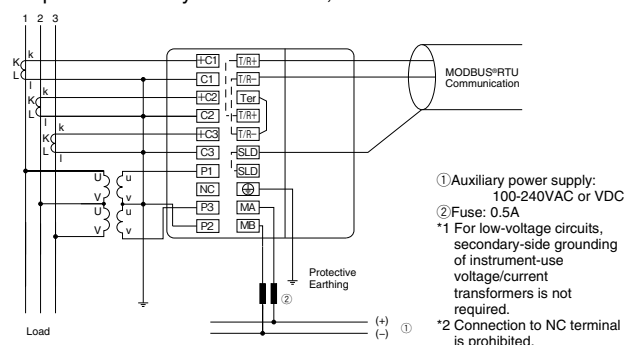 1 2 3
K k
L l
K k
L l
K k
L l
U u
V v
U u
V v
Load
+C1 T/R+
C1 T/R-
+C2 Ter
C2 T/R+
+C3 T/R-
C3 SLD
P1 SLD
NC
P3 MA
P2 MB
MODBUS®RTU
Communication
Protective
Earthing
②
(+)
(−) ①
①Auxiliary power supply:
100-240VAC or VDC
②Fuse: 0.5A
*1 For low-voltage circuits,
secondary-side grounding
of instrument-use
voltage/current
transformers is not
required.
*2 Connection to NC terminal
is prohibited.